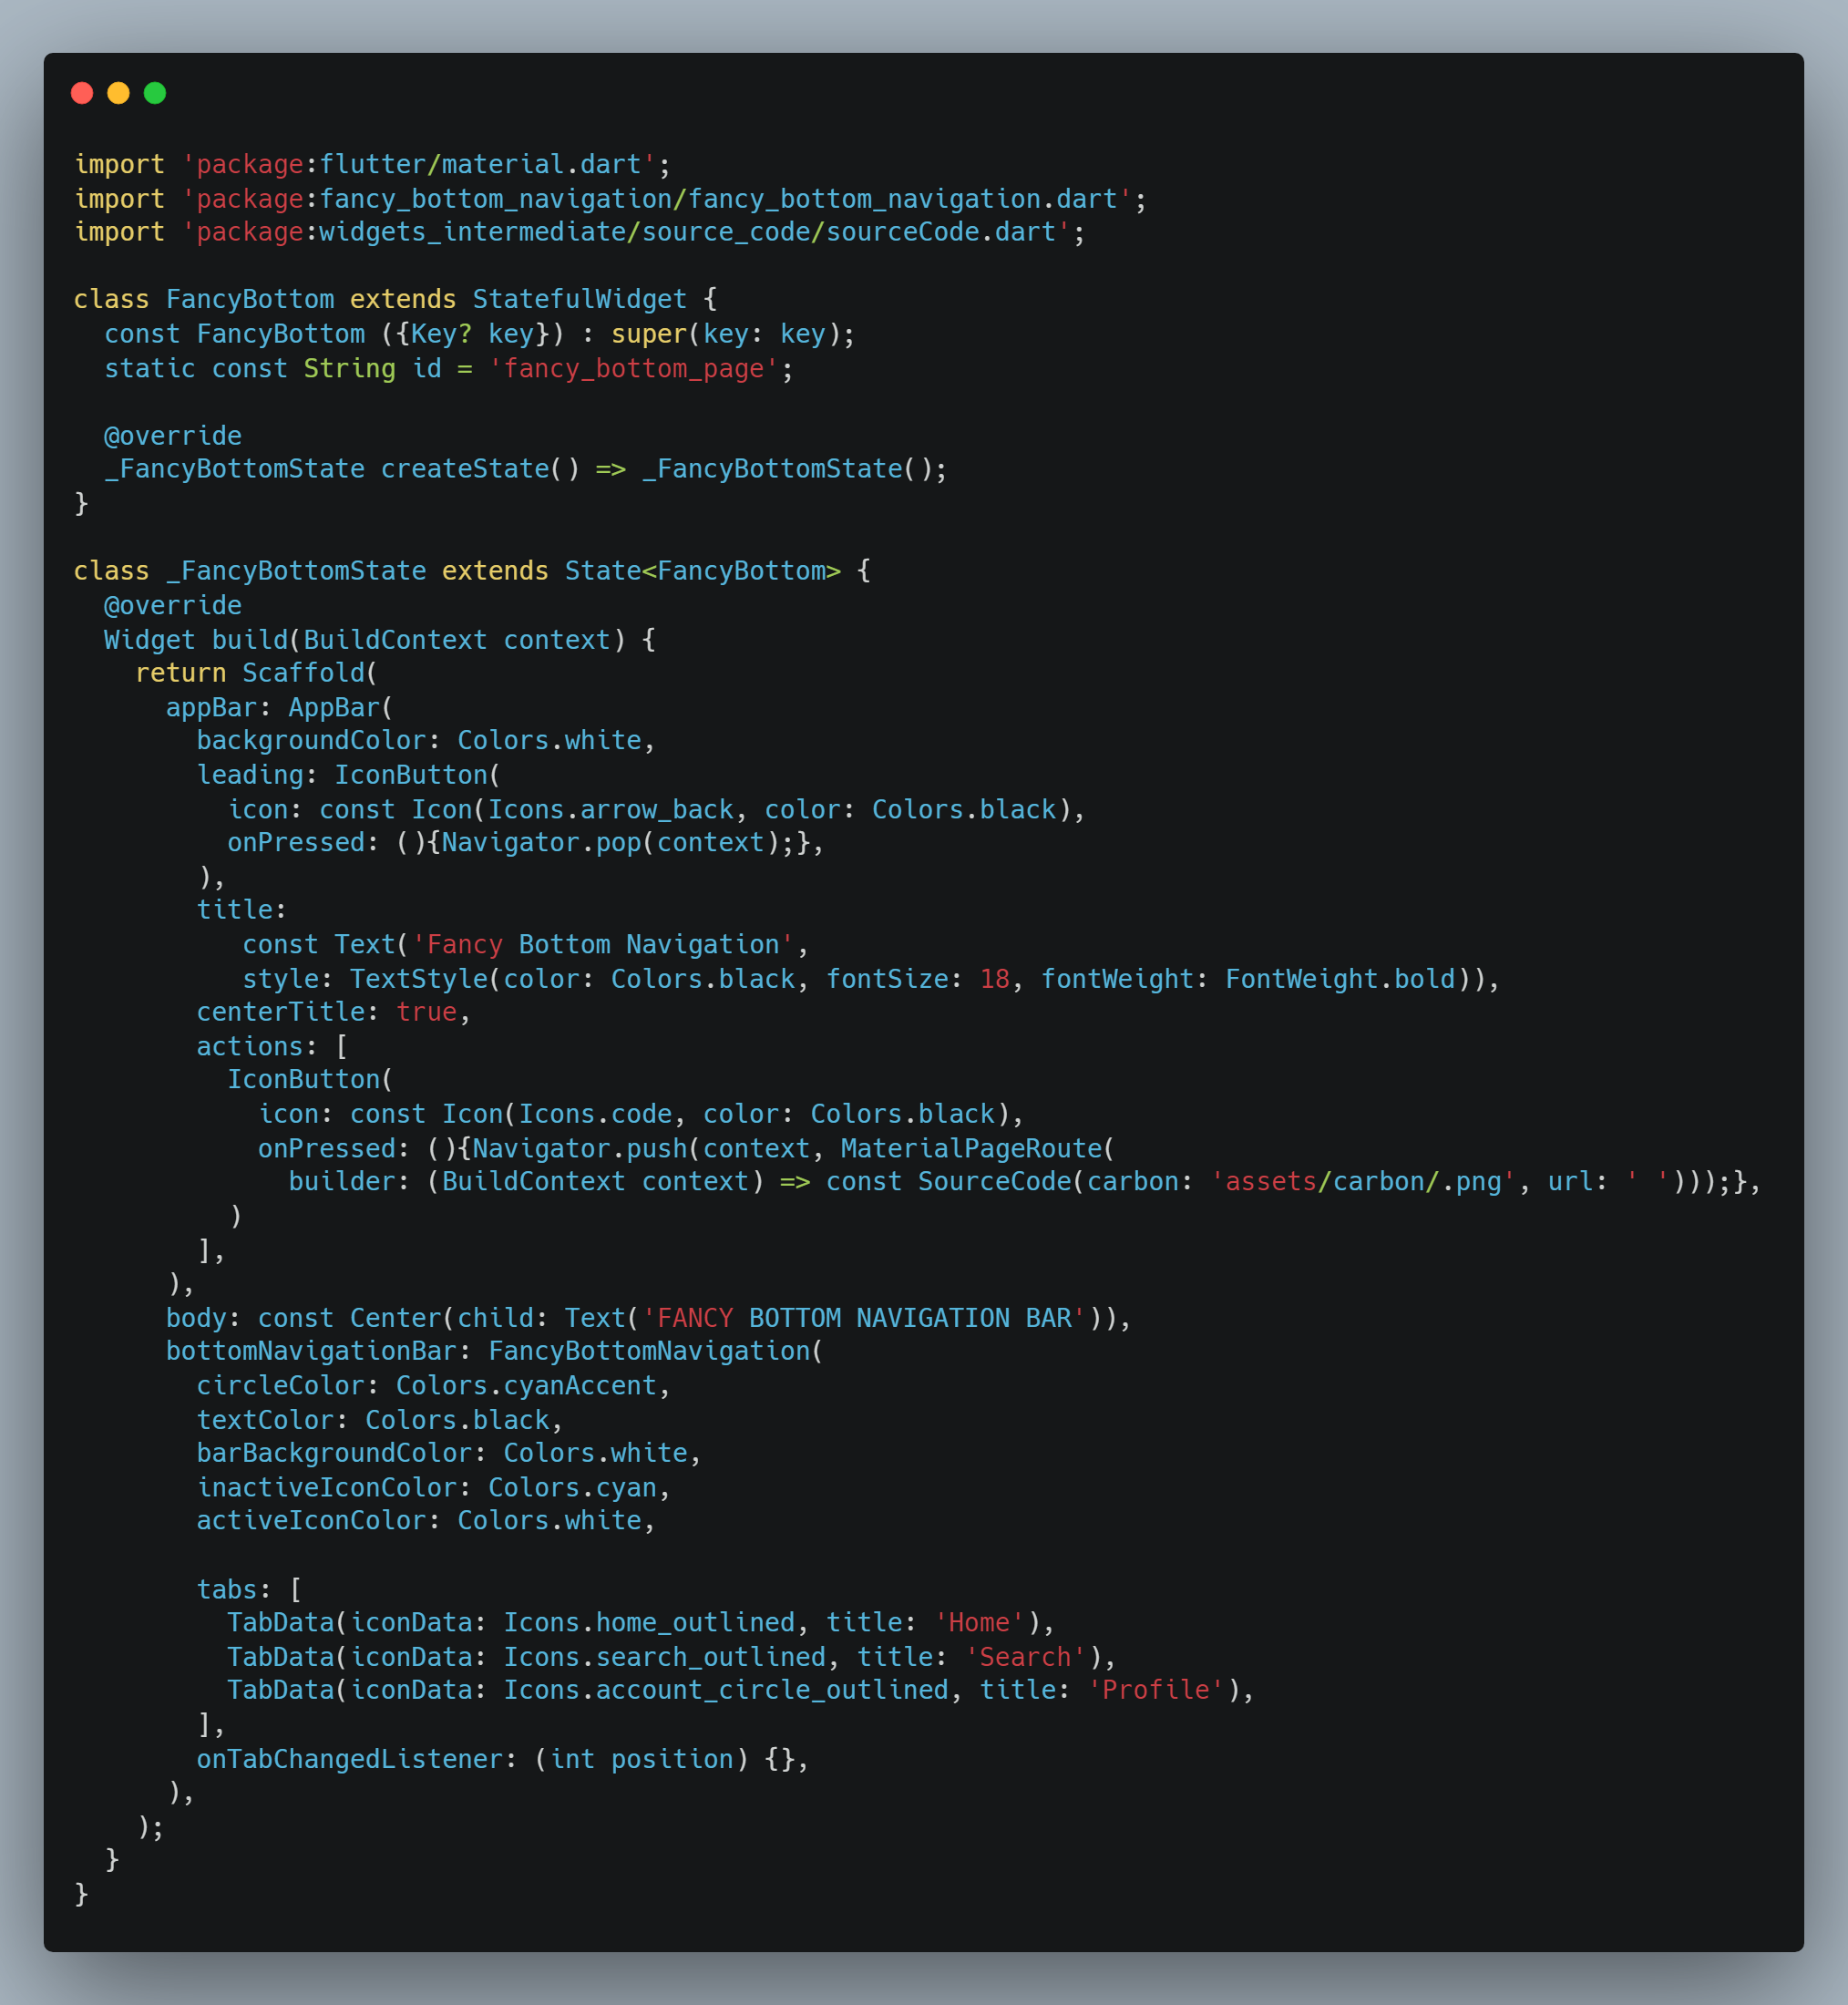 import 'package:flutter/material.dart';
import 'package:fancy_bottom_navigation/fancy_bottom_navigation.dart';
import 'package:widgets_intermediate/source_code/sourceCode.dart';

class FancyBottom extends StatefulWidget {
  const FancyBottom ({Key? key}) : super(key: key);
  static const String id = 'fancy_bottom_page';

  @override
  _FancyBottomState createState() => _FancyBottomState();
}

class _FancyBottomState extends State<FancyBottom> {
  @override
  Widget build(BuildContext context) {
    return Scaffold(
      appBar: AppBar(
        backgroundColor: Colors.white,
        leading: IconButton(
          icon: const Icon(Icons.arrow_back, color: Colors.black),
          onPressed: (){Navigator.pop(context);},
        ),
        title:
           const Text('Fancy Bottom Navigation',
           style: TextStyle(color: Colors.black, fontSize: 18, fontWeight: FontWeight.bold)),
        centerTitle: true,
        actions: [
          IconButton(
            icon: const Icon(Icons.code, color: Colors.black),
            onPressed: (){Navigator.push(context, MaterialPageRoute(
              builder: (BuildContext context) => const SourceCode(carbon: 'assets/carbon/.png', url: ' ')));},
          )
        ],
      ),
      body: const Center(child: Text('FANCY BOTTOM NAVIGATION BAR')),
      bottomNavigationBar: FancyBottomNavigation(
        circleColor: Colors.cyanAccent,
        textColor: Colors.black,
        barBackgroundColor: Colors.white,
        inactiveIconColor: Colors.cyan,
        activeIconColor: Colors.white,

        tabs: [
          TabData(iconData: Icons.home_outlined, title: 'Home'),
          TabData(iconData: Icons.search_outlined, title: 'Search'),
          TabData(iconData: Icons.account_circle_outlined, title: 'Profile'),
        ],
        onTabChangedListener: (int position) {},
      ),
    );
  }
}